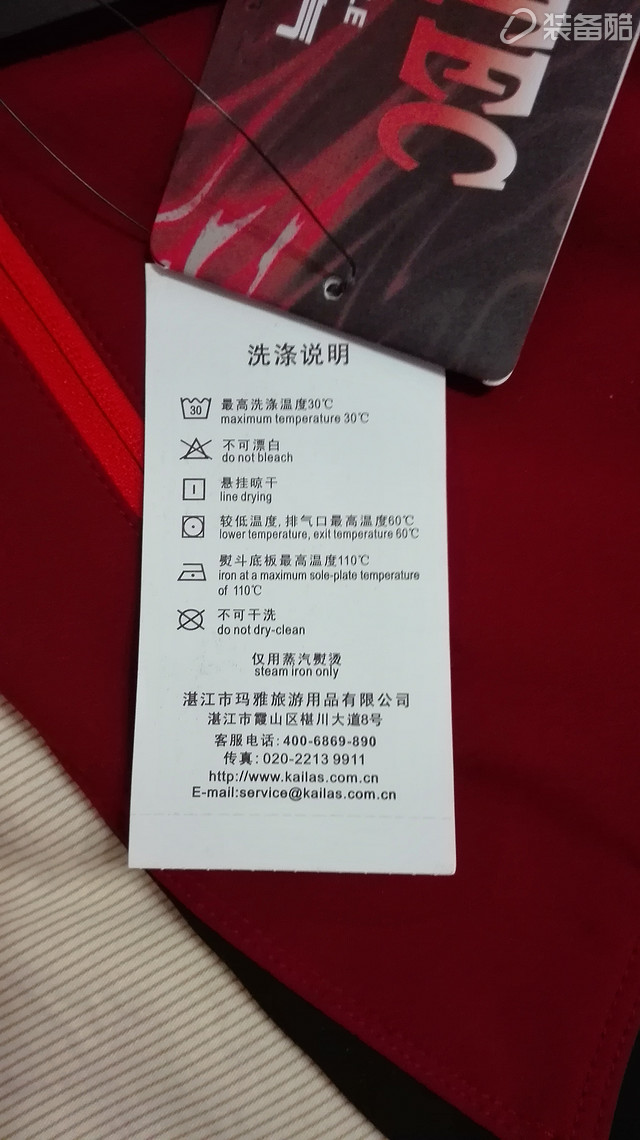 装备酷
TEC
洗涤说明
30
最高洗涤温度30℃
maximum temperature 30℃
不可漂白
do not bleach
悬挂晾干
line drying
较低温度, 排气口最高温度60℃
lower temperature, exit temperature 60℃
熨斗底板最高温度110℃
iron at a maximum sole-plate temperature
of 110℃
不可干洗
do not dry-clean
仅用蒸汽熨烫
steam iron only
湛江市玛雅旅游用品有限公司
湛江市霞山区椹川大道8号
客服电话: 400-6869-890
传真: 020-2213 9911
http://www.kailas.com.cn
E-mail:service@kailas.com.cn